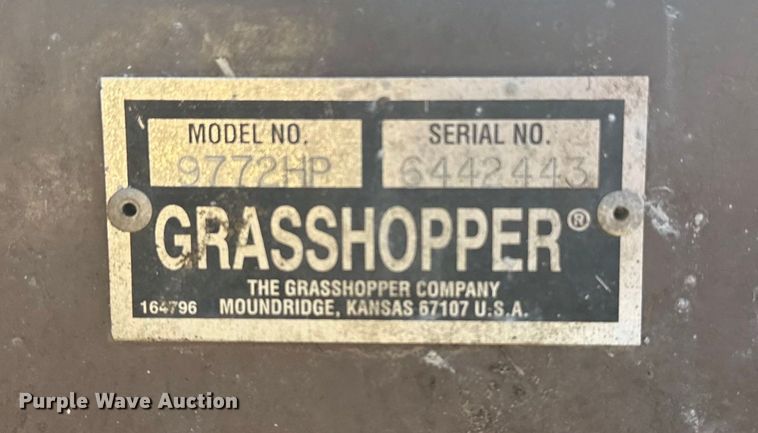 MODEL NO. SERIAL NO.
9772HP 6442443
GRASSHOPPER®
THE GRASSHOPPER COMPANY
164796 MOUNDRIDGE, KANSAS 67107 U.S.A.
Purple Wave Auction